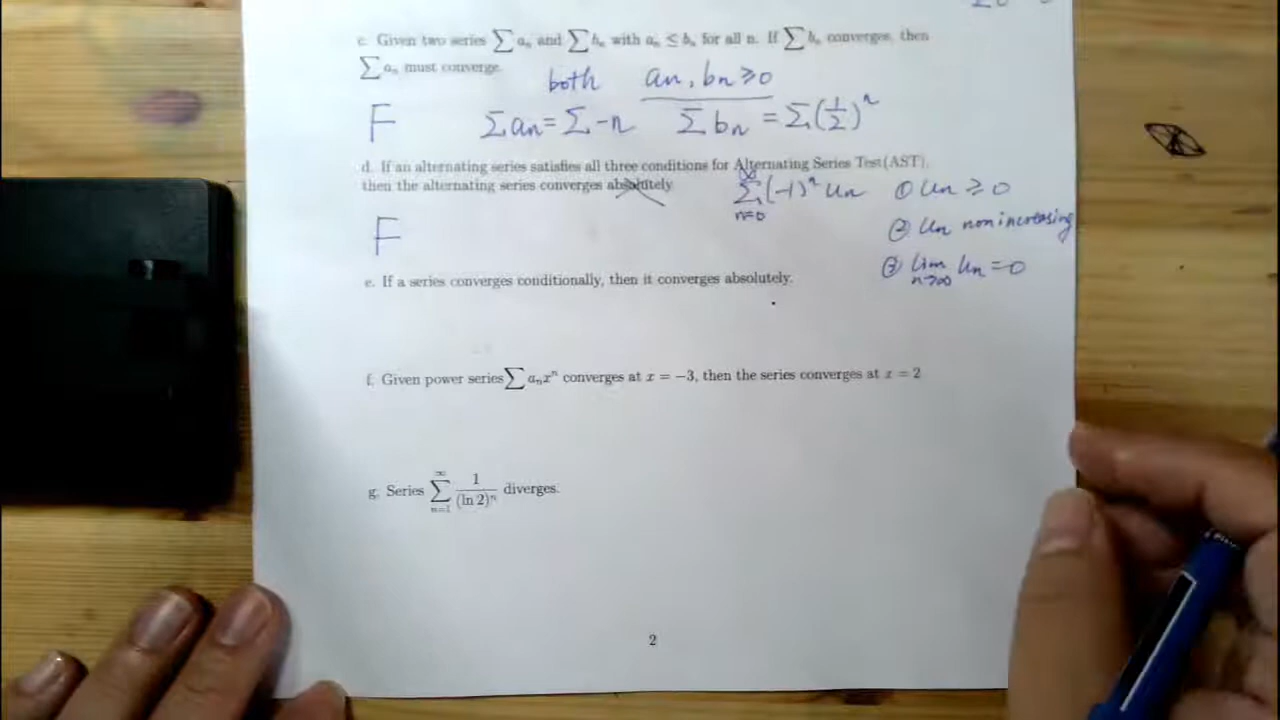 c. Given two series ∑ aₙ and ∑ bₙ with aₙ ≤ bₙ for all n. If ∑ bₙ converges, then
∑ aₙ must converge.
both aₙ, bₙ ≥ 0
F ∑ aₙ = ∑ -n ∑ bₙ = ∑ (1/2)ⁿ
d. If an alternating series satisfies all three conditions for Alternating Series Test(AST),
then the alternating series converges absolutely
∞∑n=0 (-1)ⁿ uₙ ① uₙ ≥ 0
F ② uₙ nonincreasing
③ lim n→∞ uₙ = 0
e. If a series converges conditionally, then it converges absolutely.
f. Given power series ∑ aₙxⁿ converges at x = −3, then the series converges at x = 2
g. Series ∞∑n=1 1/(ln 2)ⁿ diverges.
2